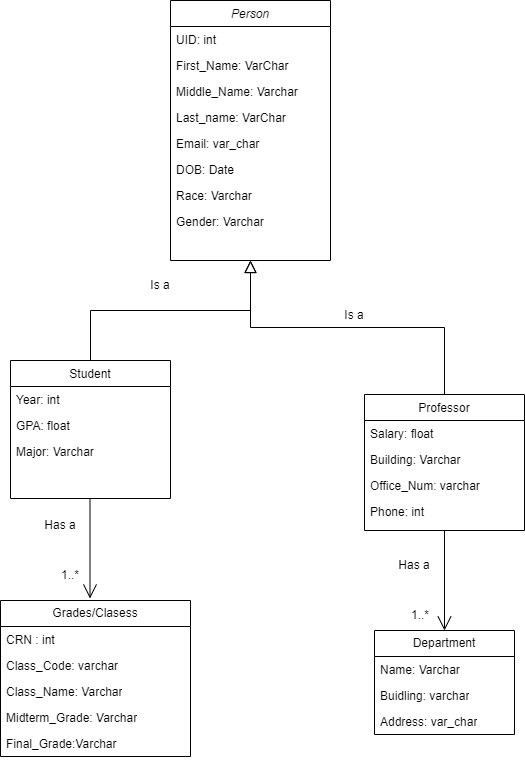 Person
UID: int
First_Name: VarChar
Middle_Name: Varchar
Last_name: VarChar
Email: var_char
DOB: Date
Race: Varchar
Gender: Varchar
Is a
Is a
Student
Year: int
GPA: float
Major: Varchar
Professor
Salary: float
Building: Varchar
Office_Num: varchar
Phone: int
Has a
1..*
Has a
1..*
Grades/Clasess
CRN : int
Class_Code: varchar
Class_Name: Varchar
Midterm_Grade: Varchar
Final_Grade:Varchar
Department
Name: Varchar
Buidling: varchar
Address: var_char